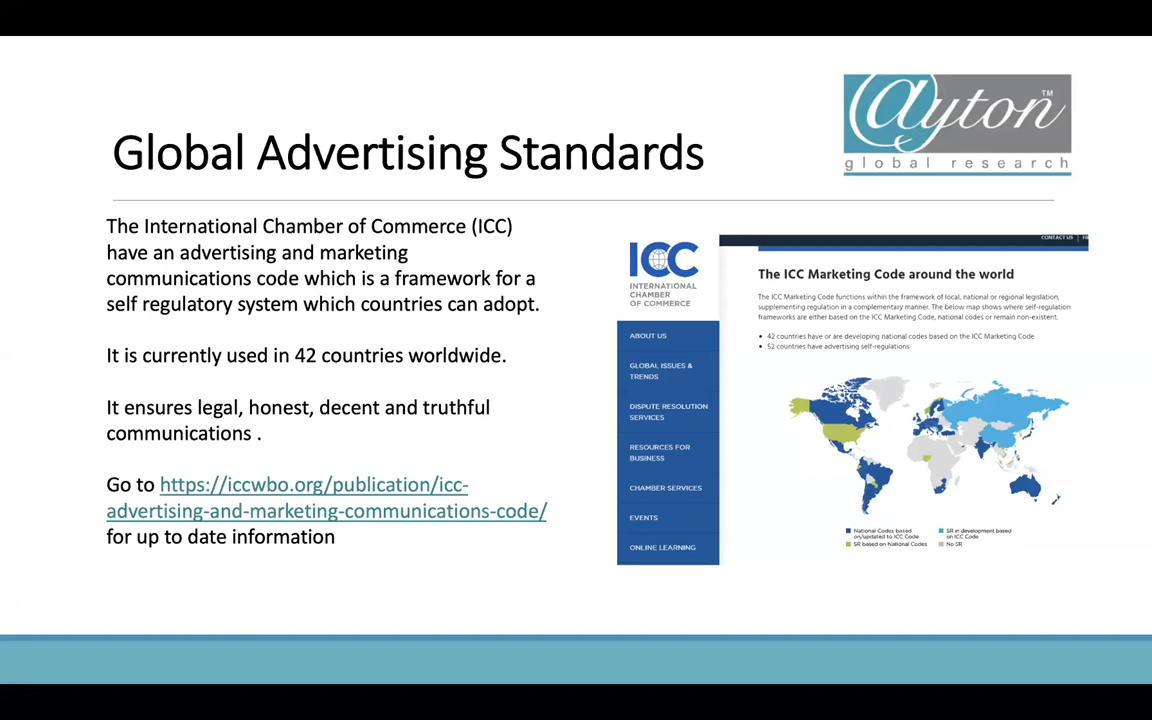 @yton™
global research
Global Advertising Standards
The International Chamber of Commerce (ICC)
have an advertising and marketing
communications code which is a framework for a
self regulatory system which countries can adopt.
It is currently used in 42 countries worldwide.
It ensures legal, honest, decent and truthful
communications .
Go to https://iccwbo.org/publication/icc-
advertising-and-marketing-communications-code/
for up to date information
ICC
INTERNATIONAL
CHAMBER
OF COMMERCE
ABOUT US
GLOBAL ISSUES &
TRENDS
DISPUTE RESOLUTION
SERVICES
RESOURCES FOR
BUSINESS
CHAMBER SERVICES
EVENTS
ONLINE LEARNING
CONTACT US
The ICC Marketing Code around the world
The ICC Marketing Code functions within the framework of local, national or regional legislation,
supplementing regulation in a complementary manner. The below map shows where self-regulation
frameworks are either based on the ICC Marketing Code, national codes or remain non-existent.
• 42 countries have or are developing national codes based on the ICC Marketing Code
• 52 countries have advertising self-regulations
National Codes based
on/updated to ICC Code
SR based on National Codes
SR in development based
on ICC Code
No SR